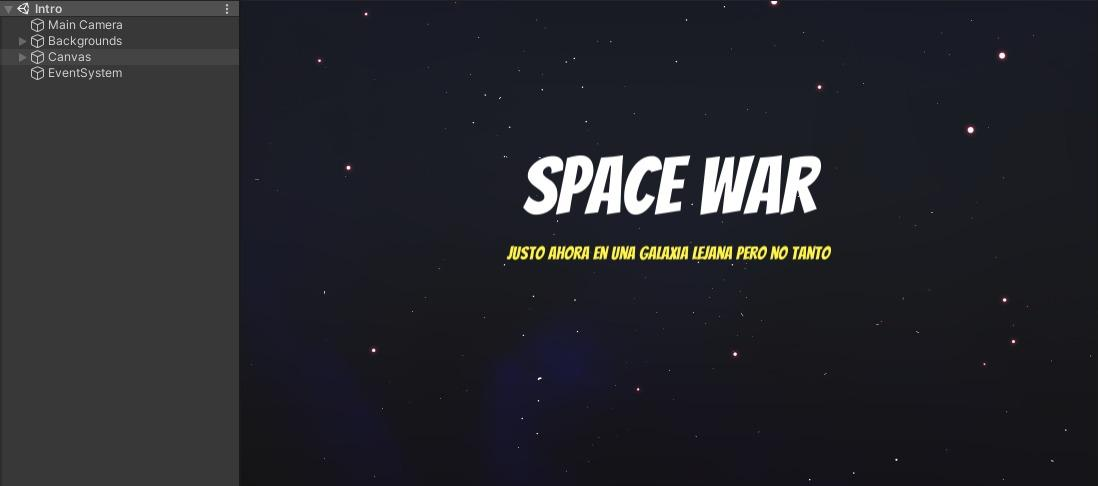 Intro
Main Camera
Backgrounds
Canvas
EventSystem
SPACE WAR
JUSTO AHORA EN UNA GALAXIA LEJANA PERO NO TANTO